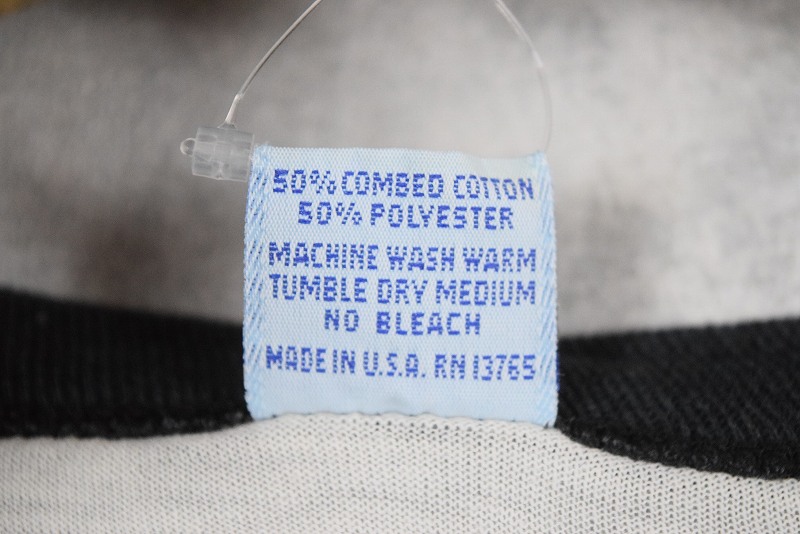 50% COMBED COTTON
50% POLYESTER
MACHINE WASH WARM
TUMBLE DRY MEDIUM
NO BLEACH
MADE IN U.S.A. RN 13765